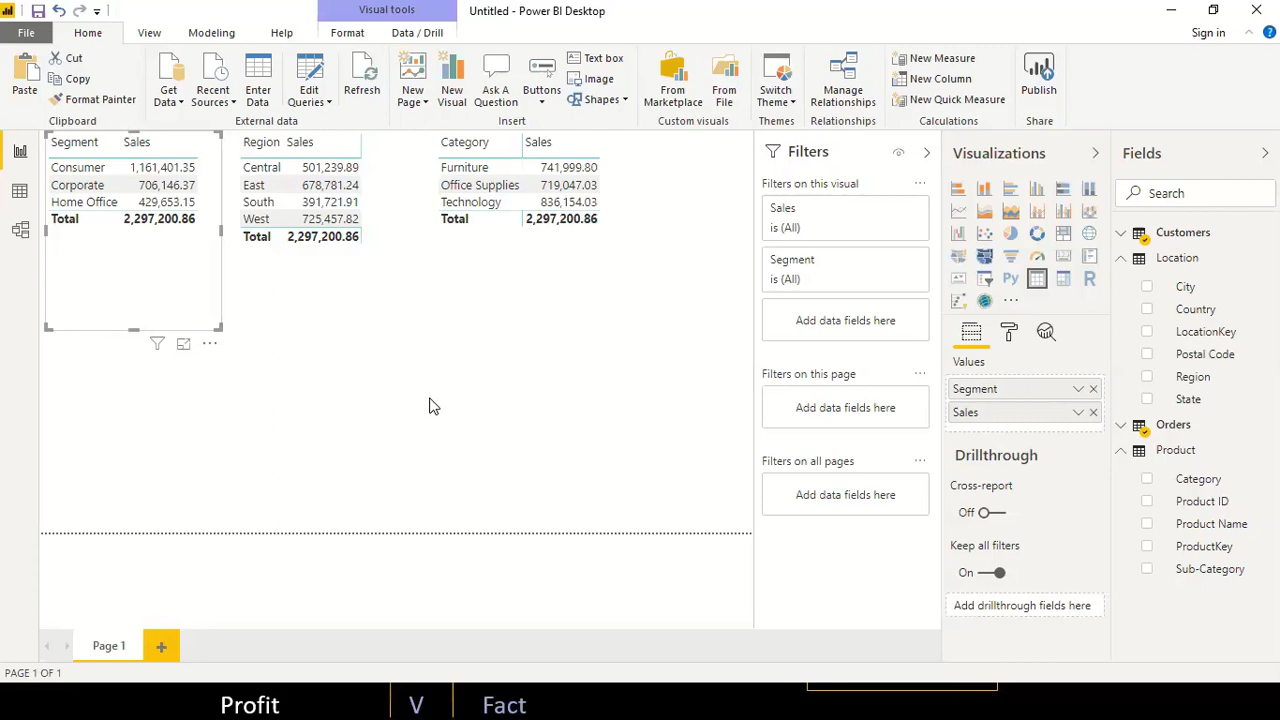 Visual tools
Untitled - Power BI Desktop
File Home View Modeling Help Format Data / Drill Sign in
Paste
Cut
Copy
Format Painter
Clipboard
Get Data
Recent Sources
Enter Data
Edit Queries
Refresh
External data
New Page
New Visual
Ask A Question
Buttons
Text box
Image
Shapes
Insert
From Marketplace
From File
Custom visuals
Switch Theme
Themes
Manage Relationships
Relationships
New Measure
New Column
New Quick Measure
Calculations
Publish
Share
Segment Sales
Consumer 1,161,401.35
Corporate 706,146.37
Home Office 429,653.15
Total 2,297,200.86
Region Sales
Central 501,239.89
East 678,781.24
South 391,721.91
West 725,457.82
Total 2,297,200.86
Category Sales
Furniture 741,999.80
Office Supplies 719,047.03
Technology 836,154.03
Total 2,297,200.86
Filters
Filters on this visual
Sales
is (All)
Segment
is (All)
Add data fields here
Filters on this page
Add data fields here
Filters on all pages
Add data fields here
Visualizations
Py
R
Values
Segment
Sales
Drillthrough
Cross-report
Off
Keep all filters
On
Add drillthrough fields here
Fields
Search
Customers
Location
City
Country
LocationKey
Postal Code
Region
State
Orders
Product
Category
Product ID
Product Name
ProductKey
Sub-Category
Page 1
PAGE 1 OF 1
Profit V Fact